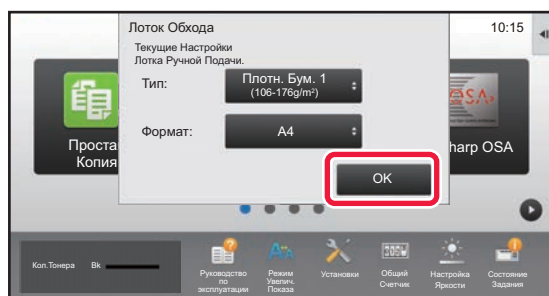 Лоток Обхода
10:15
Текущие Настройки
Лотка Ручной Подачи.
Тип:
Плотн. Бум. 1
(106-176g/m²)
Формат:
A4
OK
Проста
Копия
OSA
harp OSA
Кол.Тонера
Bk
Руководство
по
эксплуатации
Режим
Увелич.
Показа
Установки
Общий
Счетчик
Настройка
Яркости
Состояние
Задания